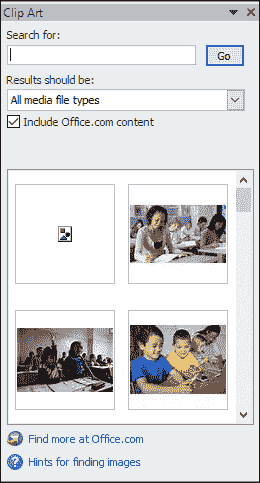 Clip Art
Search for:
Go
Results should be:
All media file types
Include Office.com content
Find more at Office.com
Hints for finding images